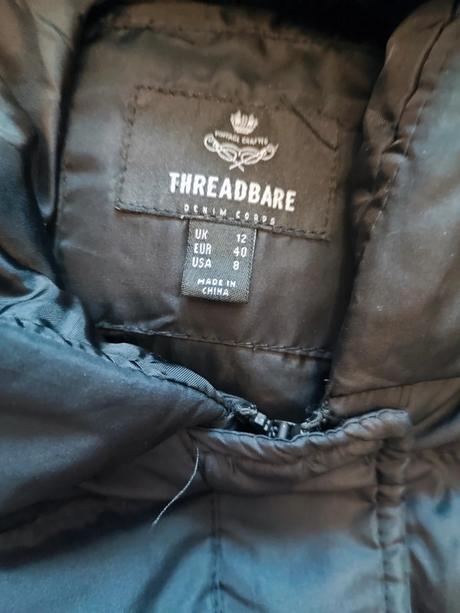 VINTAGE CRAFTED
THREADBARE
DENIM CORPS
UK 12
EUR 40
USA 8
MADE IN
CHINA